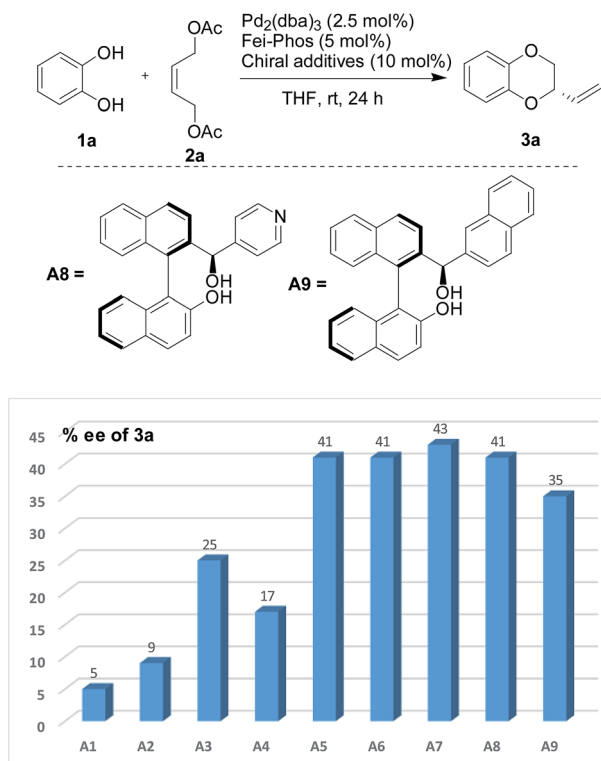 Pd2(dba)3 (2.5 mol%)
Fei-Phos (5 mol%)
Chiral additives (10 mol%)
THF, rt, 24 h
OH
OH
1a
+
OAc
OAc
2a
O
O
3a
A8 =
N
OH
OH
A9 =
OH
OH
% ee of 3a
45
40
35
30
25
20
15
10
5
0
5
9
25
17
41
41
43
41
35
A1 A2 A3 A4 A5 A6 A7 A8 A9